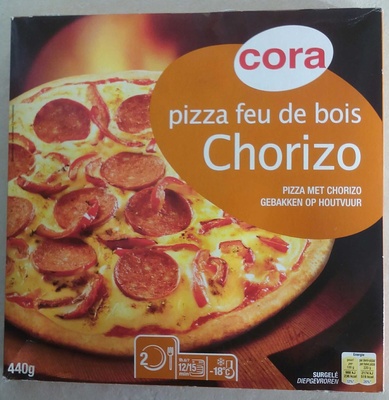 cora
pizza feu de bois
Chorizo
PIZZA MET CHORIZO
GEBAKKEN OP HOUTVUUR
2
12/15
-18°C
440g
SURGELÉ
DIEPGEVROREN